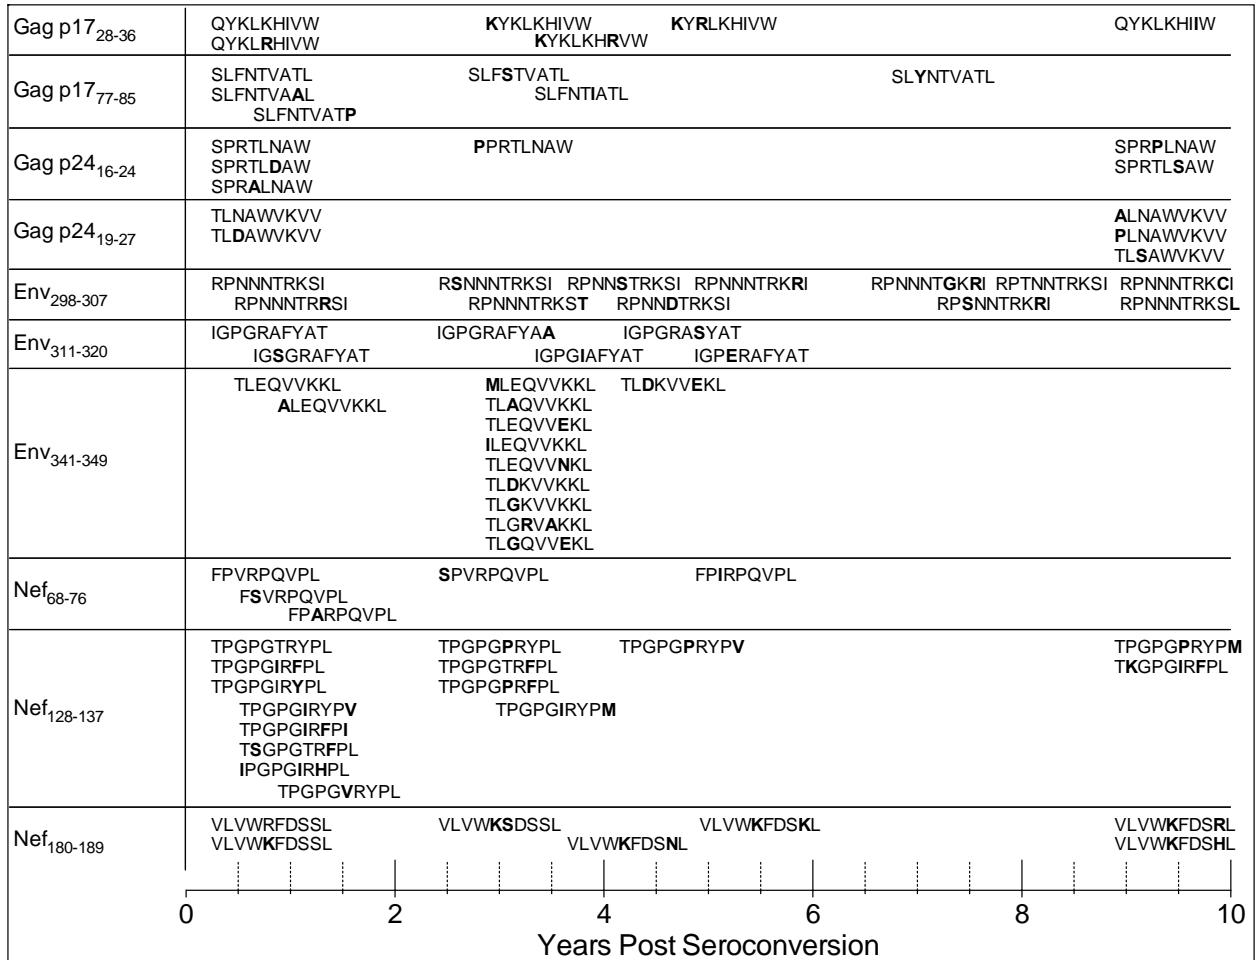 Gag p17 28-36 QYKLKHIVW KYKLKHIVW KYRLKHIVW QYKLKHIIW
QYKLRHIVW KYKLKHRVW
Gag p17 77-85 SLFNTVATL SLFSTVATL SLYNTVATL
SLFNTVAAL SLFNTIATL
SLFNTVATP
Gag p24 16-24 SPRTLNAW PPRTLNAW SPRPLNAW
SPRTLDAW SPRTLSAW
SPRALNAW
Gag p24 19-27 TLNAWVKVV ALNAWVKVV
TLDAWVKVV PLNAWVKVV
TLSAWVKVV
Env 298-307 RPNNNTRKSI RSNNNTRKSI RPNNSTRKSI RPNNNTRKRI RPNNNTGKRI RPTNNTRKSI RPNNNTRKCI
RPNNNTRRSI RPNNNTRKST RPNNDTRKSI RPSNNTRKRI RPNNNTRKSL
Env 311-320 IGPGRAFYAT IGPGRAFYAA IGPGRASYAT
IGSGRAFYAT IGPGIAFYAT IGPERAFYAT
Env 341-349 TLEQVVKKL MLEQVVKKL TLDKVVEKL
ALEQVVKKL TLAQVVKKL
TLEQVVEKL
ILEQVVKKL
TLEQVVNKL
TLDKVVKKL
TLGKVVKKL
TLGRVAKKL
TLGQVVEKL
Nef 68-76 FPVRPQVPL SPVRPQVPL FPIRPQVPL
FSVRPQVPL
FPARPQVPL
Nef 128-137 TPGPGTRYPL TPGPGPRYPL TPGPGPRYPV TPGPGPRYPM
TPGPGIRFPL TPGPGTRFPL TKGPGIRFPL
TPGPGIRYPL TPGPGPRFPL
TPGPGIRYPV TPGPGIRYPM
TPGPGIRFPI
TSGPGTRFPL
IPGPGIRHPL
TPGPGVRYPL
Nef 180-189 VLVWRFDSSL VLVWKSDSSL VLVWKFDSKL VLVWKFDSRL
VLVWKFDSSL VLVWKFDSNL VLVWKFDSHL
0 2 4 6 8 10
Years Post Seroconversion